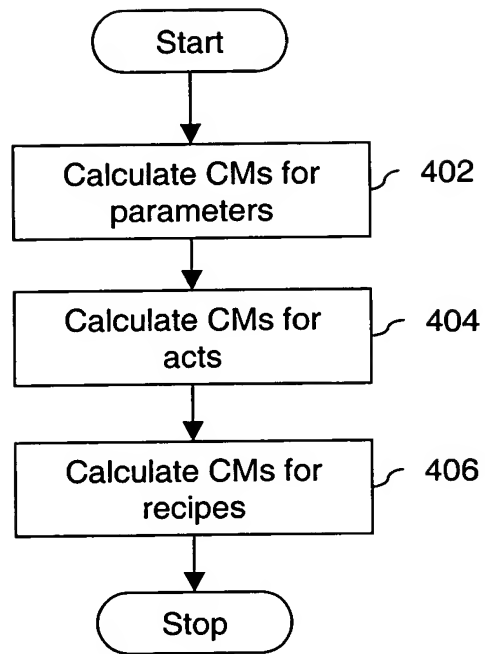 Start
Calculate CMs for
parameters
402
Calculate CMs for
acts
404
Calculate CMs for
recipes
406
Stop